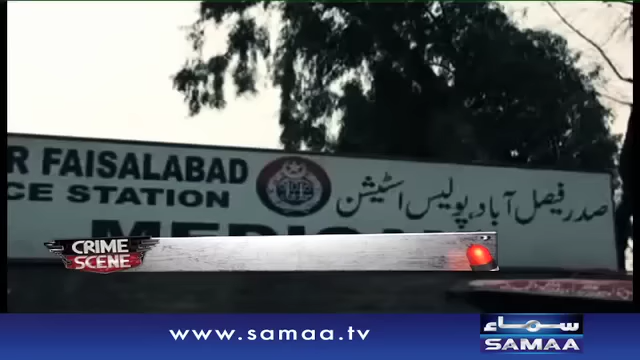 R FAISALABAD
CE STATION
صدر فیصل آباد، پولیس اسٹیشن
CRIME
SCENE
www.samaa.tv
سماء
SAMAA